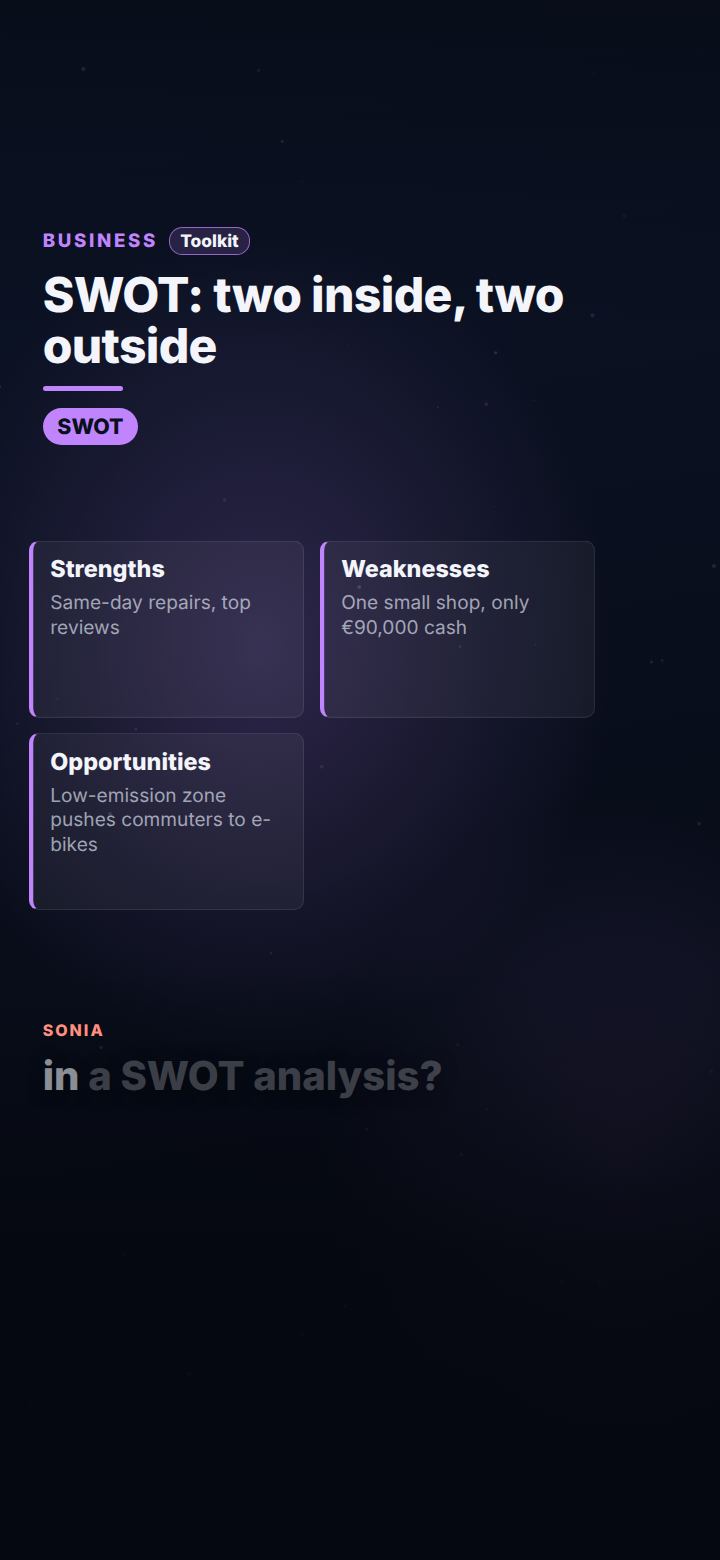 BUSINESS Toolkit
SWOT: two inside, two
outside
SWOT
Strengths
Same-day repairs, top
reviews
Weaknesses
One small shop, only
€90,000 cash
Opportunities
Low-emission zone
pushes commuters to e-
bikes
SONIA
in a SWOT analysis?